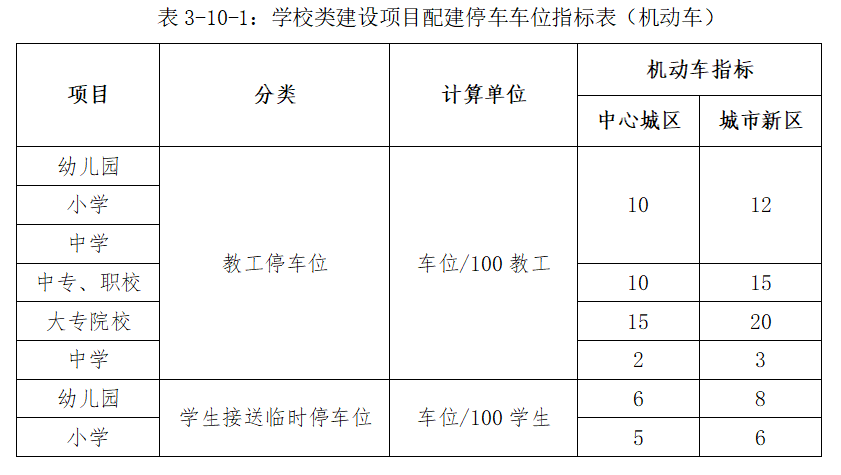 表 3-10-1：学校类建设项目配建停车车位指标表（机动车）
项目 分类 计算单位 机动车指标
中心城区 城市新区
幼儿园
小学 10 12
中学
教工停车位 车位/100 教工
中专、职校 10 15
大专院校 15 20
中学 2 3
幼儿园 6 8
学生接送临时停车位 车位/100 学生
小学 5 6